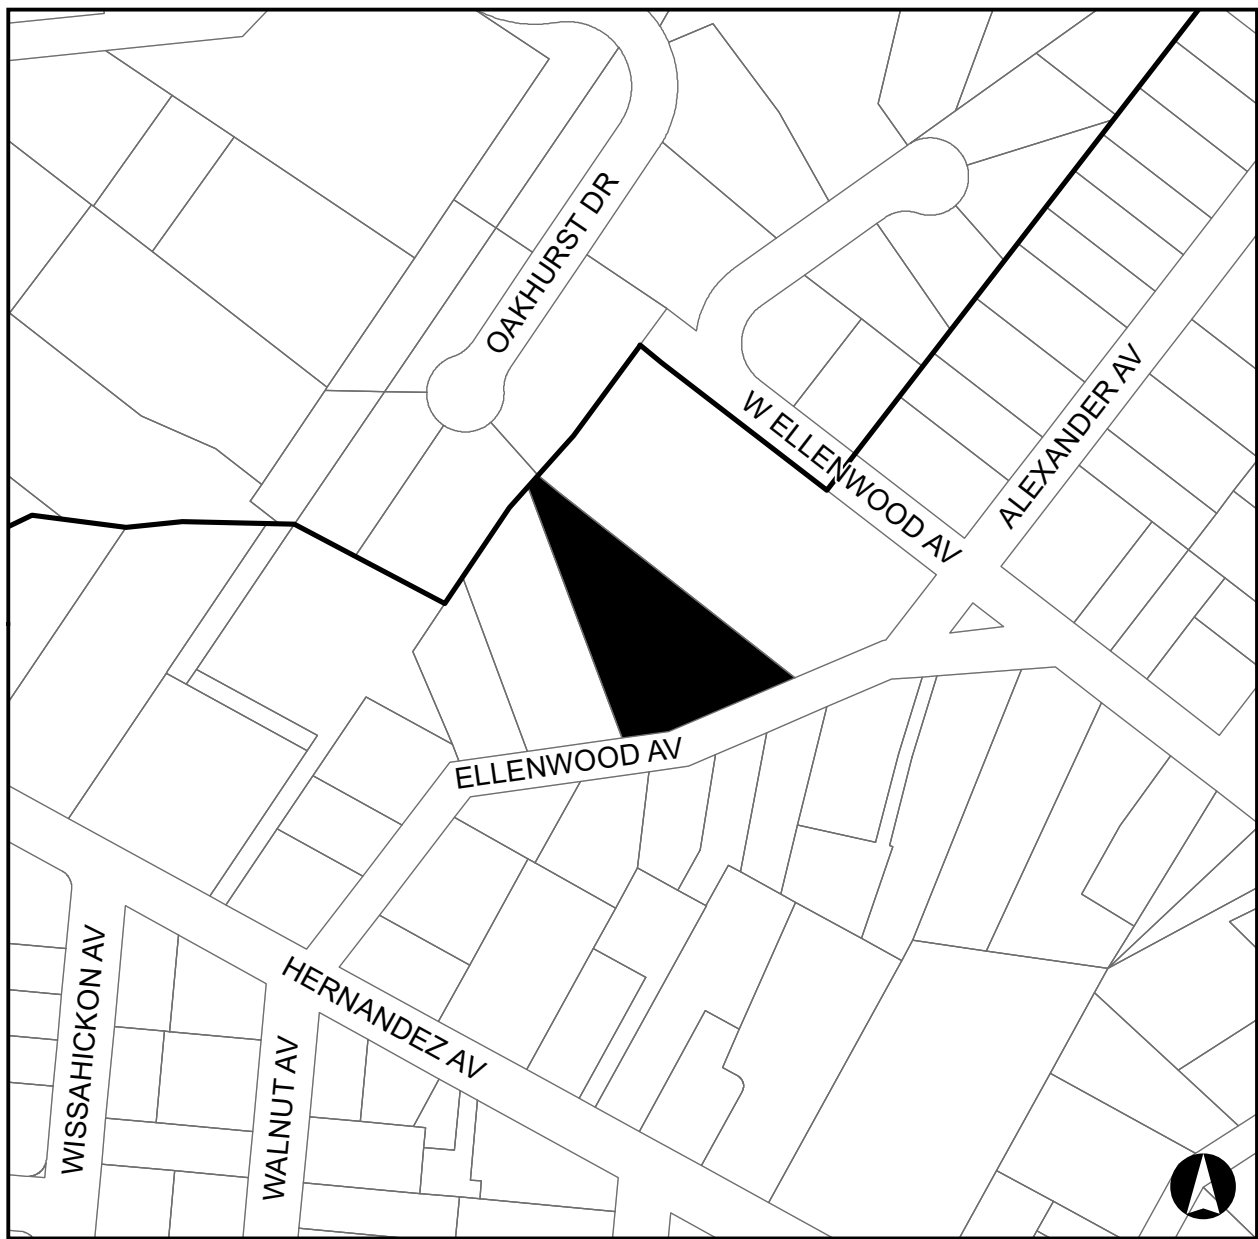 OAKHURST DR
W ELLENWOOD AV
ALEXANDER AV
ELLENWOOD AV
WISSAHICKON AV
HERNANDEZ AV
WALNUT AV